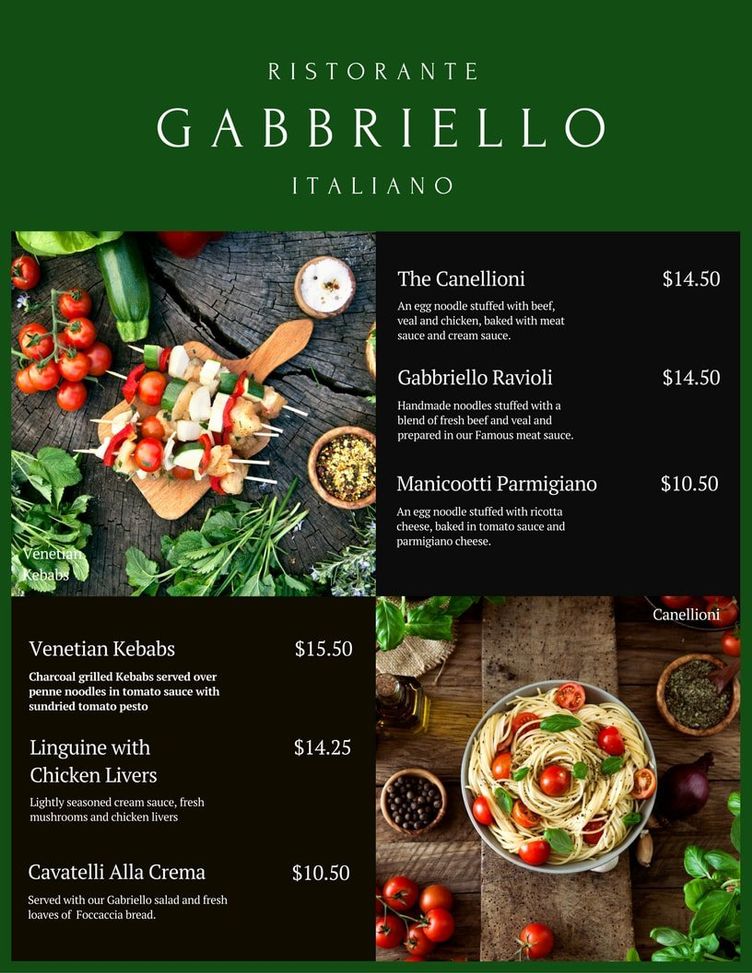 RISTORANTE
GABBRIELLO
ITALIANO
The Canellioni $14.50
An egg noodle stuffed with beef,
veal and chicken, baked with meat
sauce and cream sauce.
Gabbriello Ravioli $14.50
Handmade noodles stuffed with a
blend of fresh beef and veal and
prepared in our Famous meat sauce.
Manicootti Parmigiano $10.50
An egg noodle stuffed with ricotta
cheese, baked in tomato sauce and
parmigiano cheese.
Venetian
Kebabs
Venetian Kebabs $15.50
Charcoal grilled Kebabs served over
penne noodles in tomato sauce with
sundried tomato pesto
Linguine with $14.25
Chicken Livers
Lightly seasoned cream sauce, fresh
mushrooms and chicken livers
Cavatelli Alla Crema $10.50
Served with our Gabriello salad and fresh
loaves of Foccaccia bread.
Canellioni